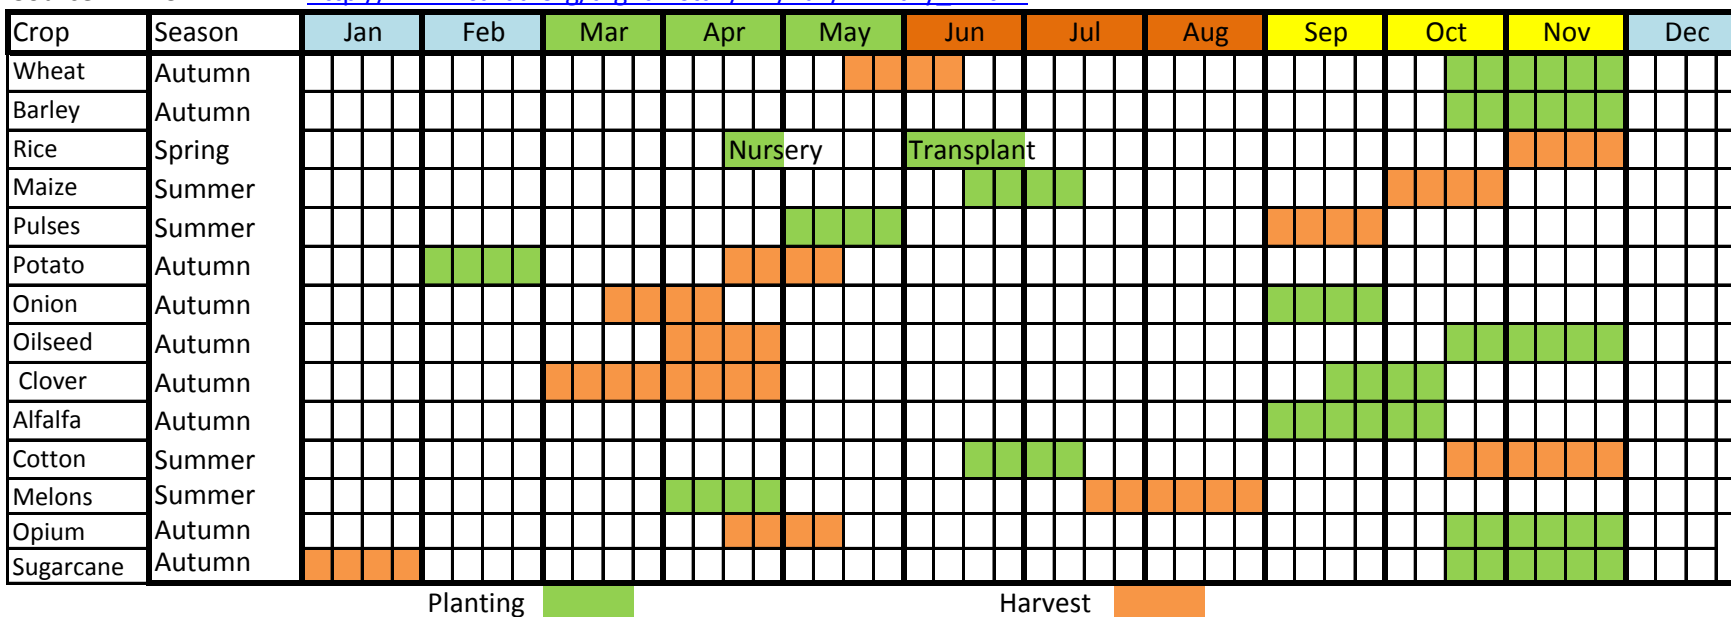 Crop Season Jan Feb Mar Apr May Jun Jul Aug Sep Oct Nov Dec
Wheat Autumn
Barley Autumn
Rice Spring Nursery Transplant
Maize Summer
Pulses Summer
Potato Autumn
Onion Autumn
Oilseed Autumn
Clover Autumn
Alfalfa Autumn
Cotton Summer
Melons Summer
Opium Autumn
Sugarcane Autumn
Planting Harvest